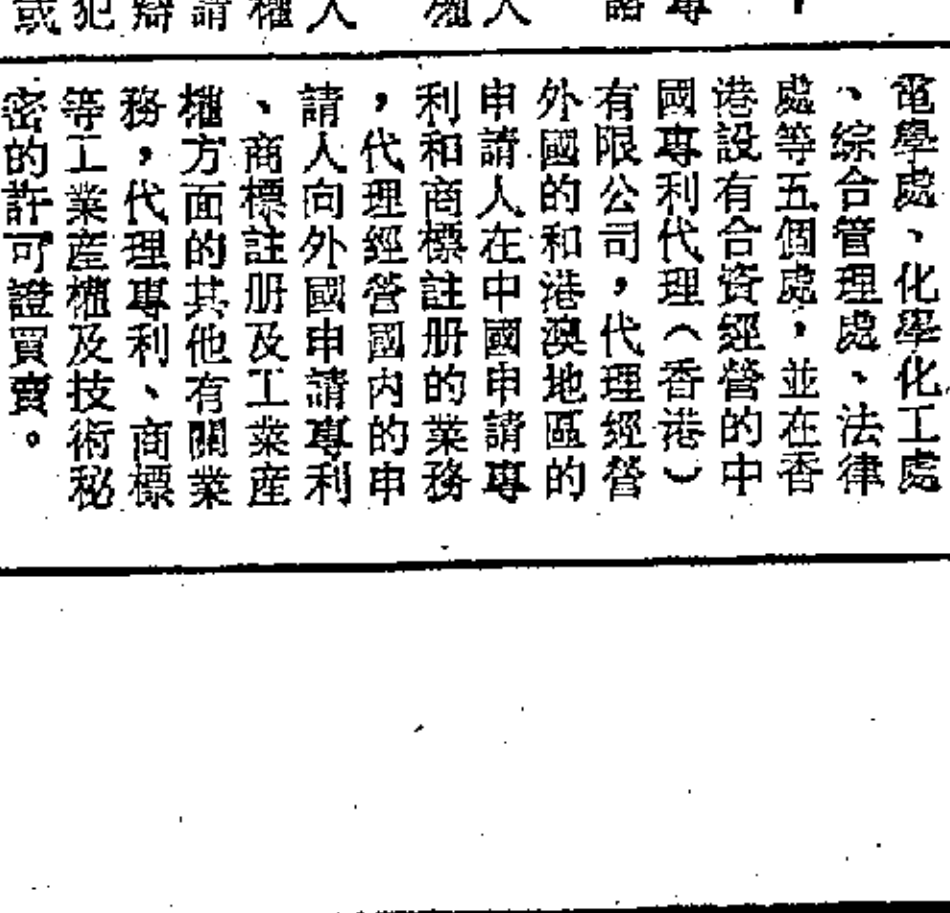 電學處、化學化工處
、綜合管理處、法律
處等五個處,並在香
港設有合資經營的中
國專利代理(香港)
有限公司,代理經營
外國的和港澳地區的
申請人在中國申請專
利和商標註册的業務
,代理經營國内的申
請人向外國申請專利
、商標註册及工業産
權方面的其他有關業
務,代理專利、商標
等工業産權及技術秘
密的許可證買賣。